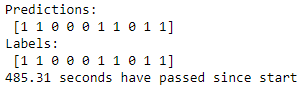 Predictions:
[1 1 0 0 0 1 1 0 1 1]
Labels:
[1 1 0 0 0 1 1 0 1 1]
485.31 seconds have passed since start